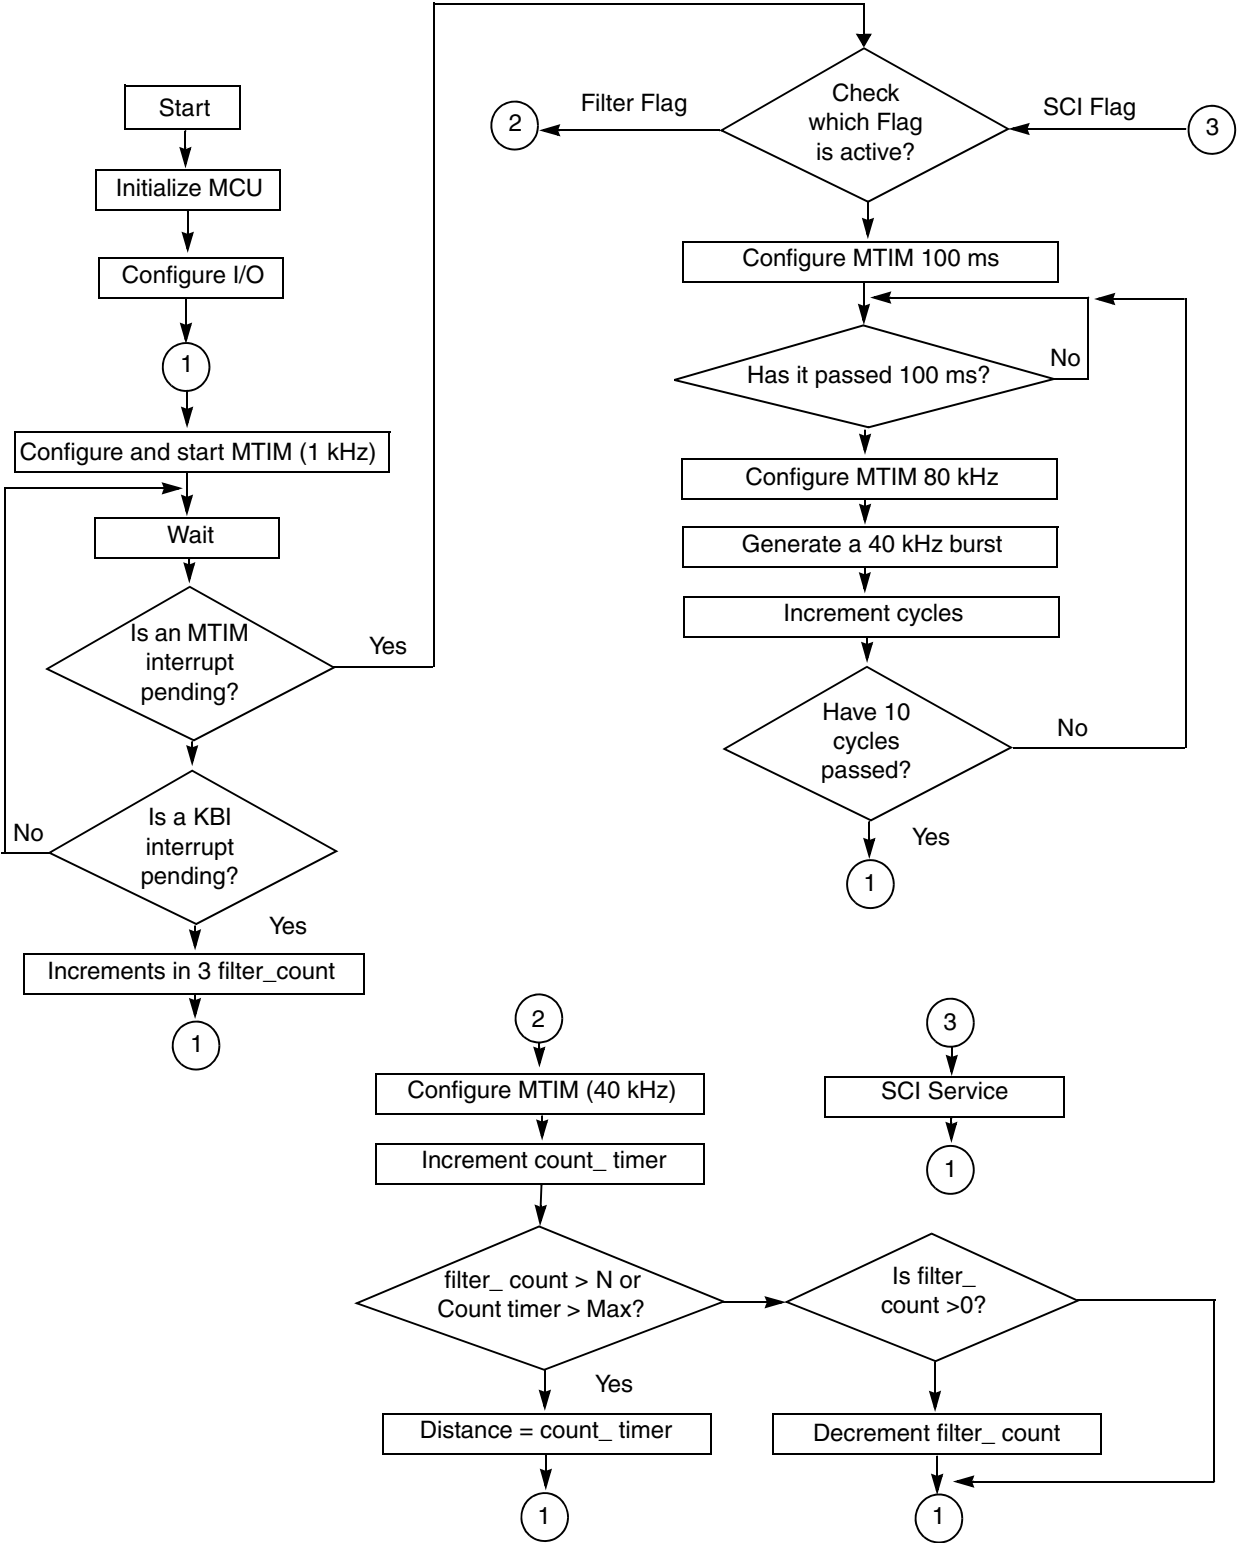 Start
Initialize MCU
Configure I/O
1
Configure and start MTIM (1 kHz)
Wait
Is an MTIM
interrupt
pending?
Yes
Is a KBI
interrupt
pending?
No
Yes
Increments in 3 filter_count
1
Check
which Flag
is active?
Filter Flag
2
SCI Flag
3
Configure MTIM 100 ms
Has it passed 100 ms?
No
Configure MTIM 80 kHz
Generate a 40 kHz burst
Increment cycles
Have 10
cycles
passed?
No
Yes
1
2
Configure MTIM (40 kHz)
Increment count_ timer
filter_ count > N or
Count timer > Max?
Yes
Distance = count_ timer
1
3
SCI Service
1
Is filter_
count >0?
Decrement filter_ count
1